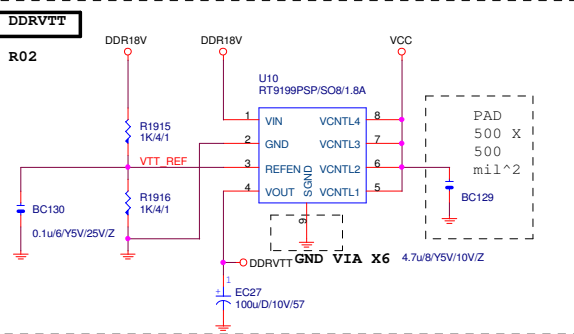 DDRVTT
R02
DDR18V
DDR18V
VCC
U10
RT9199PSP/SO8/1.8A
R1915
1K/4/1
VTT_REF
R1916
1K/4/1
BC130
0.1u/6/Y5V/25V/Z
1 VIN VCNTL4 8
2 GND VCNTL3 7
3 REFEN VCNTL2 6
4 VOUT VCNTL1 5
SGND
9
PAD
500 X
500
mil^2
BC129
4.7u/8/Y5V/10V/Z
DDRVTT
GND VIA X6
1
+
EC27
100u/D/10V/57